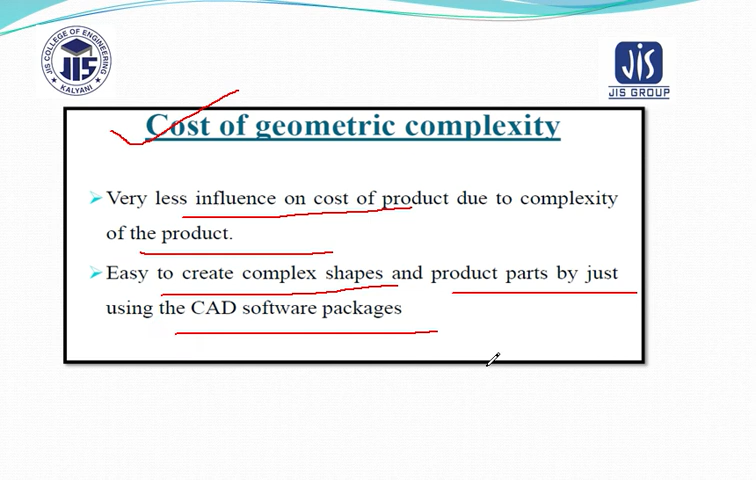 JIS COLLEGE OF ENGINEERING
JIS
KALYANI
JIS
JIS GROUP
Cost of geometric complexity
Very less influence on cost of product due to complexity
of the product.
Easy to create complex shapes and product parts by just
using the CAD software packages